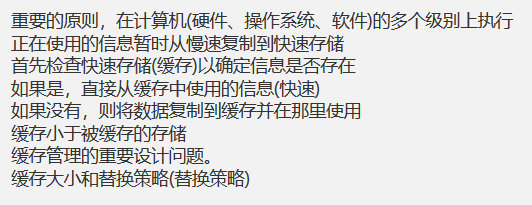 重要的原则，在计算机(硬件、操作系统、软件)的多个级别上执行
正在使用的信息暂时从慢速复制到快速存储
首先检查快速存储(缓存)以确定信息是否存在
如果是，直接从缓存中使用的信息(快速)
如果没有，则将数据复制到缓存并在那里使用
缓存小于被缓存的存储
缓存管理的重要设计问题。
缓存大小和替换策略(替换策略)